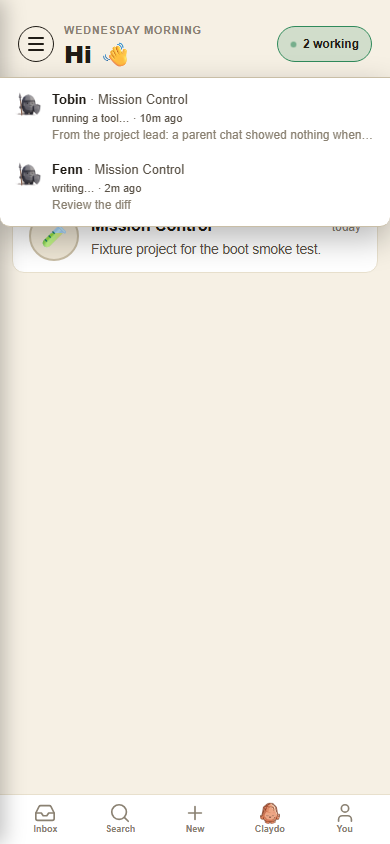 WEDNESDAY MORNING
Hi 👋
2 working
Tobin · Mission Control
running a tool... · 10m ago
From the project lead: a parent chat showed nothing when...
Fenn · Mission Control
writing... · 2m ago
Review the diff
Mission Control today
Fixture project for the boot smoke test.
Inbox Search New Claydo You